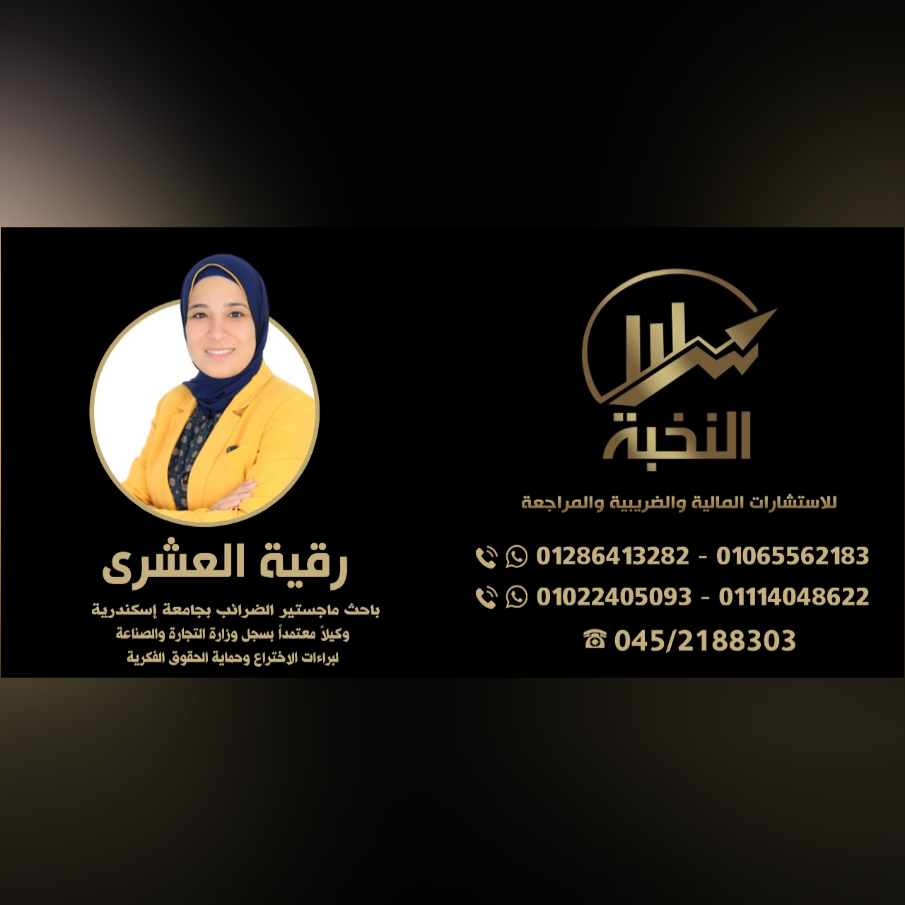 النخبة
للاستشارات المالية والضريبية والمراجعة
01286413282 - 01065562183
01022405093 - 01114048622
045/2188303
رقية العشرى
باحث ماجستير الضرائب بجامعة إسكندرية
وكيلاً معتمداً بسجل وزارة التجارة والصناعة
لبراءات الاختراع وحماية الحقوق الفكرية